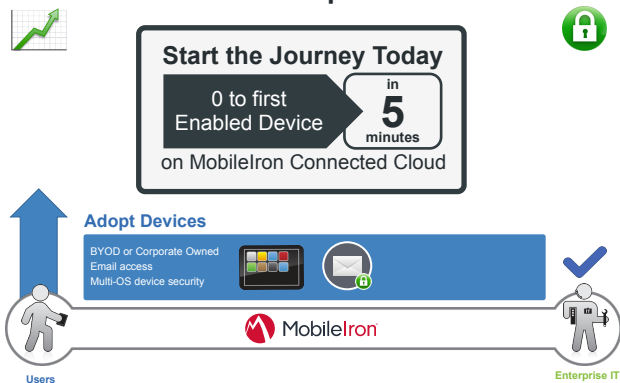 Start the Journey Today
0 to first
Enabled Device
in
5
minutes
on MobileIron Connected Cloud
Adopt Devices
BYOD or Corporate Owned
Email access
Multi-OS device security
MobileIron
Users
Enterprise IT